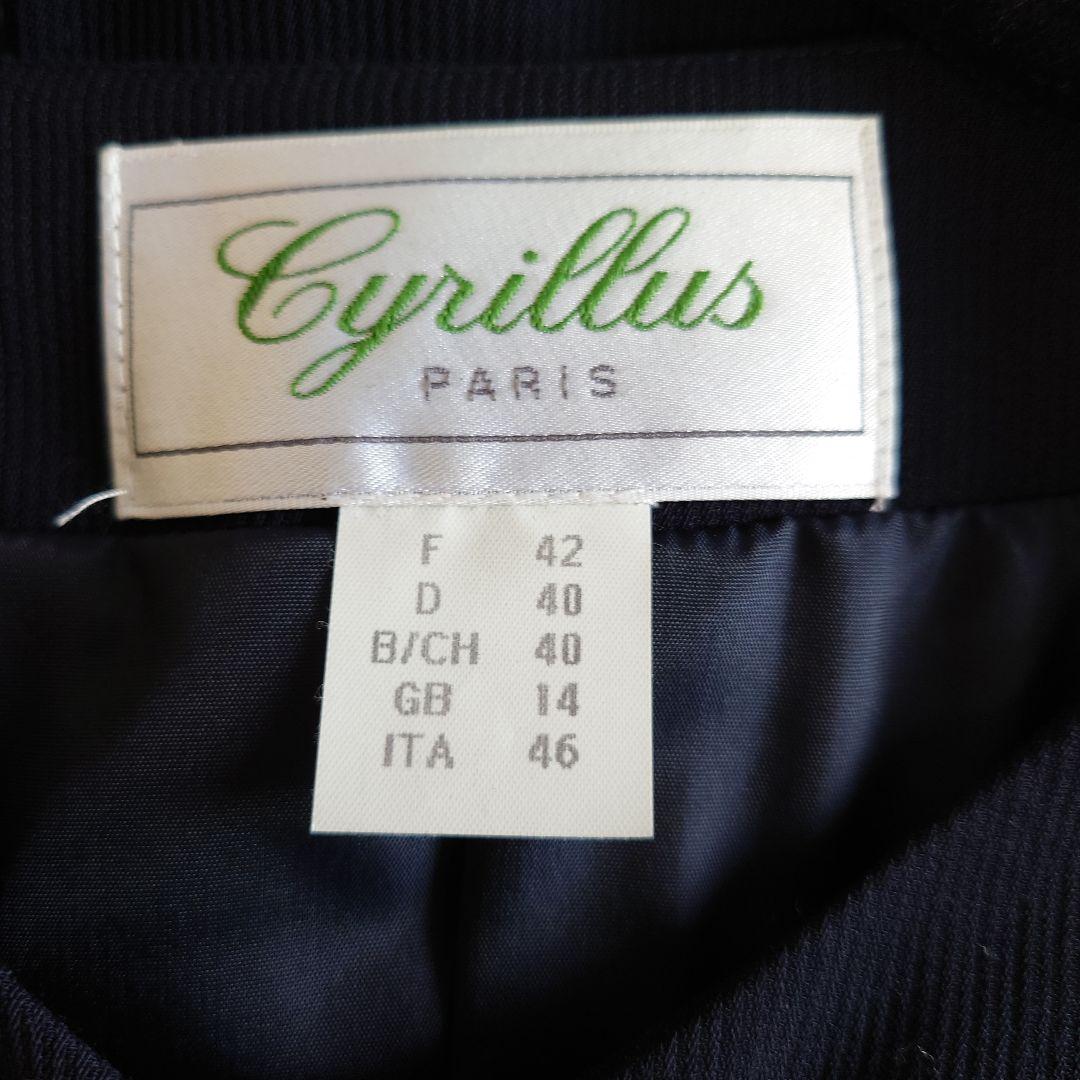 Cyrillus
PARIS
F 42
D 40
B/CH 40
GB 14
ITA 46